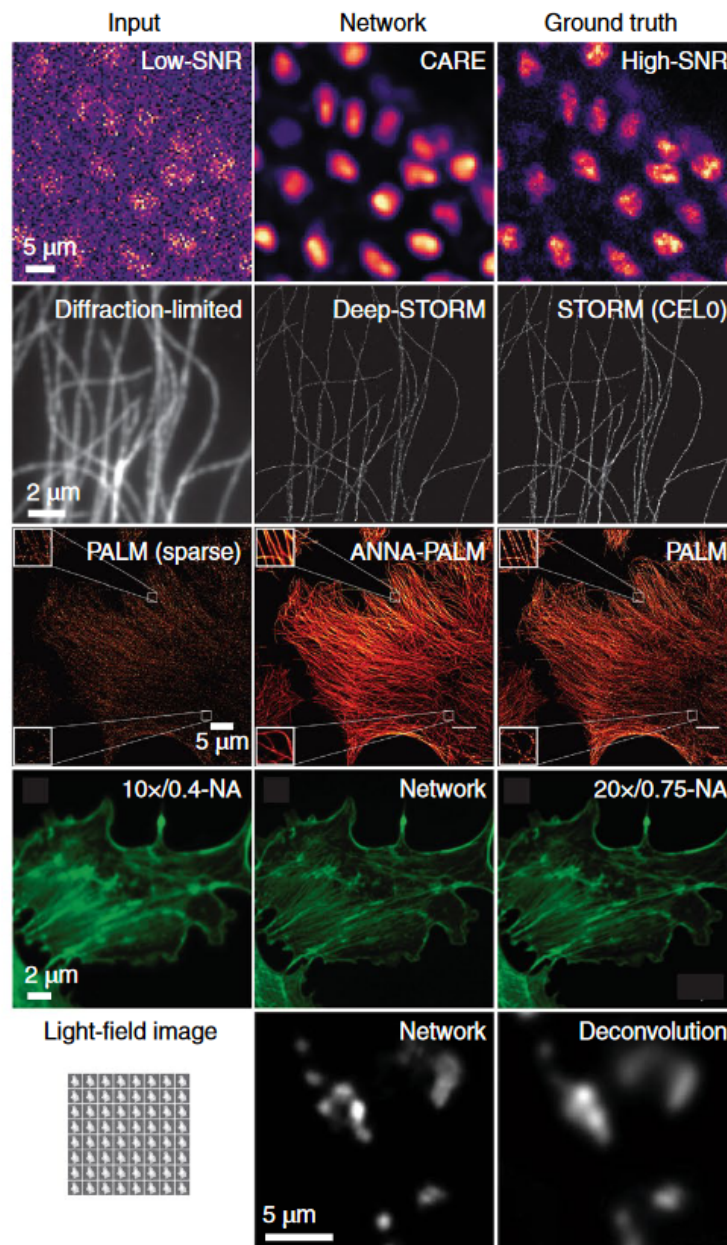 Input Network Ground truth
Low-SNR CARE High-SNR
5 µm
Diffraction-limited Deep-STORM STORM (CEL0)
2 µm
PALM (sparse) ANNA-PALM PALM
5 µm
10×/0.4-NA Network 20×/0.75-NA
2 µm
Light-field image Network Deconvolution
5 µm